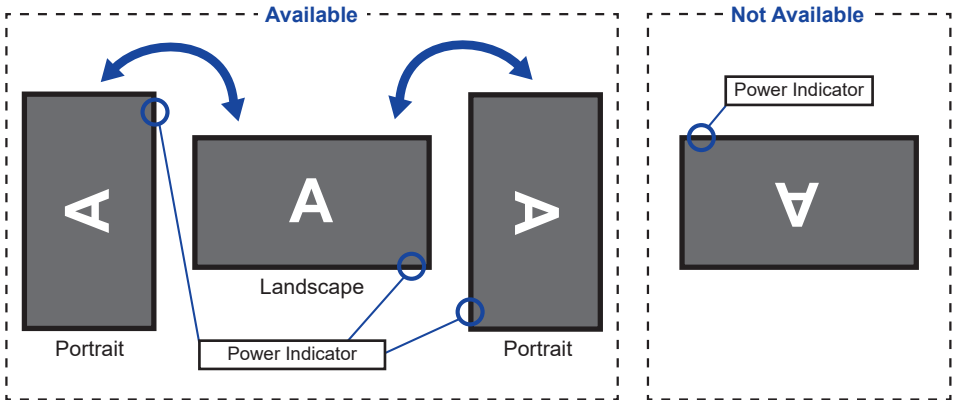 Available
A
A
A
Landscape
Portrait
Power Indicator
Portrait
Not Available
Power Indicator
A